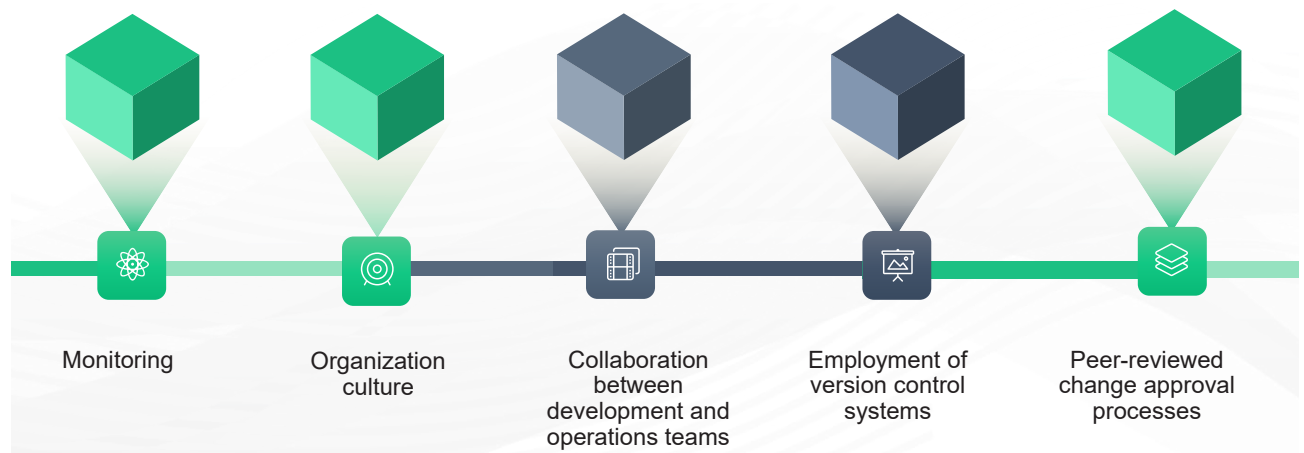 Monitoring
Organization
culture
Collaboration
between
development and
operations teams
Employment of
version control
systems
Peer-reviewed
change approval
processes